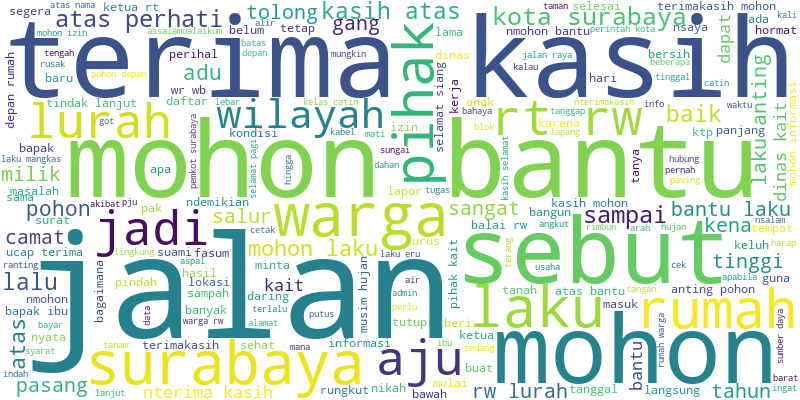 atas nama
ketua rt
alir
tolong
kasih atas
taman
selesai
terimakasih mohon
segera
atas perhati
gang
kota surabaya
ada
kali
mohon izin
assalamualaikum
belum
tetap
lama
nmohon bantu
nsaya
perintah kota
hormat
terima kasih
pihak
tengah
perihal
batas
depan
mungkin
dinas
jalan raya
bersih
beberapa
dapat
rusak
pohon depan
adu
kalau
hari
tinggal
catin
baru
wr wb
selamat siang
kerja
anak
nterimakasih
info
waktu
depan rumah
tindak lanjut
daftar
lebar
kelas catin
rt rw
baik
lurah
wilayah
izin
tanggap
karena
bahaya
ktp
panjang
laku
anting
dinas kait
mohon informasi
got
kondisi
kabel
mati
blok
lapang
bapak
laku mangkas
mohon bantu
sungai
tanya
hubung
pernah
paving
apa
pemkot surabaya
selamat pagi
hingga
dahan
kasih selamat
milik
masalah
sama
lapor
tugas
kasih mohon
pohon
akibat
pju
ndemikian
warga
sangat
sampai
bantu laku
surat
jadi
pak
salur
bangun
nsalam
tempat
camat
cetak
mohon laku
urus
balai rw
angkut
rimbun
arah
hujan
kena
harap
ucap terima
lingkung
suami
fasum
jalan
sebut
keluh
tinggi
ranting
aspal
minta
laku eru
terang
cek
lalu
bagaimana
pindah
hasil
lokasi
kait
musim hujan
air
pihak kait
usaha
tangan
apabila
guna
nmohon
sampah
daring
admin
tanah
atas bantu
anting pohon
bapak ibu
data
banyak
terlalu
perlu
laku
masuk
rumah
atas
bayar
warga rw
alamat
putus
tutup
beri
mohon
bantu
rumah warga
sumber daya
nyata
syarat
tanam
terimakasih
sehat
mana
informasi
ibu
ketua
indah
surabaya
aju
sedang
buat
barat
pasang
lanjut
nterima kasih
rungkut
nikah
bawah
mulai
rw lurah
tanggal
langsung
tahun
ingat